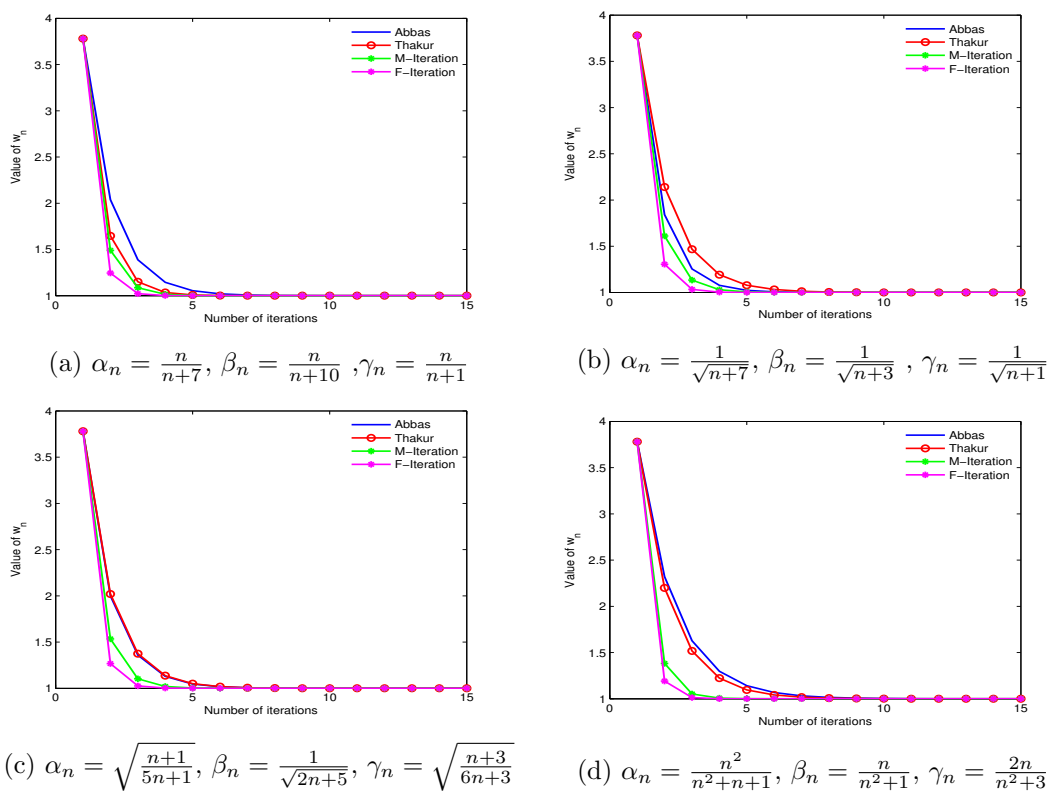 4
3.5
3
2.5
2
1.5
1
0
5
10
15
Value of w_n
Number of iterations
Abbas
Thakur
M-Iteration
F-Iteration
(a) α_n = n/(n+7), β_n = n/(n+10) ,γ_n = n/(n+1)
4
3.5
3
2.5
2
1.5
1
0
5
10
15
Value of w_n
Number of iterations
Abbas
Thakur
M-Iteration
F-Iteration
(b) α_n = 1/√(n+7), β_n = 1/√(n+3) , γ_n = 1/√(n+1)
4
3.5
3
2.5
2
1.5
1
0
5
10
15
Value of w_n
Number of iterations
Abbas
Thakur
M-Iteration
F-Iteration
(c) α_n = √((n+1)/(5n+1)), β_n = 1/√(2n+5), γ_n = √((n+3)/(6n+3))
4
3.5
3
2.5
2
1.5
1
0
5
10
15
Value of w_n
Number of iterations
Abbas
Thakur
M-Iteration
F-Iteration
(d) α_n = n²/(n²+n+1), β_n = n/(n²+1), γ_n = 2n/(n²+3)